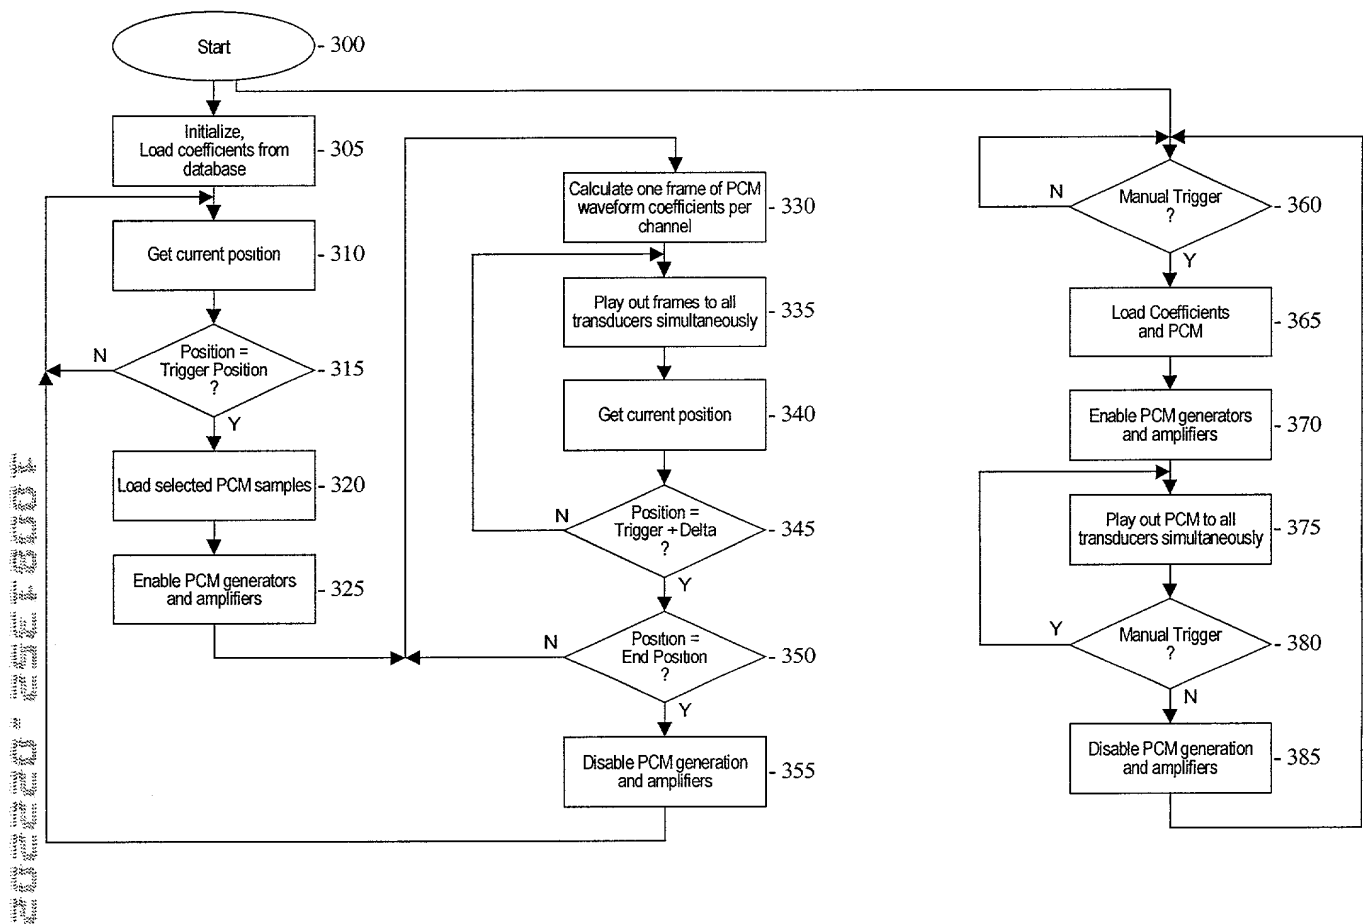 Start
- 300
Initialize,
Load coefficients from
database
- 305
Get current position
- 310
N
Position =
Trigger Position
?
- 315
Y
Load selected PCM samples
- 320
Enable PCM generators
and amplifiers
- 325
Calculate one frame of PCM
waveform coefficients per
channel
- 330
Play out frames to all
transducers simultaneously
- 335
Get current position
- 340
N
Position =
Trigger + Delta
?
- 345
Y
N
Position =
End Position
?
- 350
Y
Disable PCM generation
and amplifiers
- 355
N
Manual Trigger
?
- 360
Y
Load Coefficients
and PCM
- 365
Enable PCM generators
and amplifiers
- 370
Play out PCM to all
transducers simultaneously
- 375
Y
Manual Trigger
?
- 380
N
Disable PCM generation
and amplifiers
- 385
10081352.022202